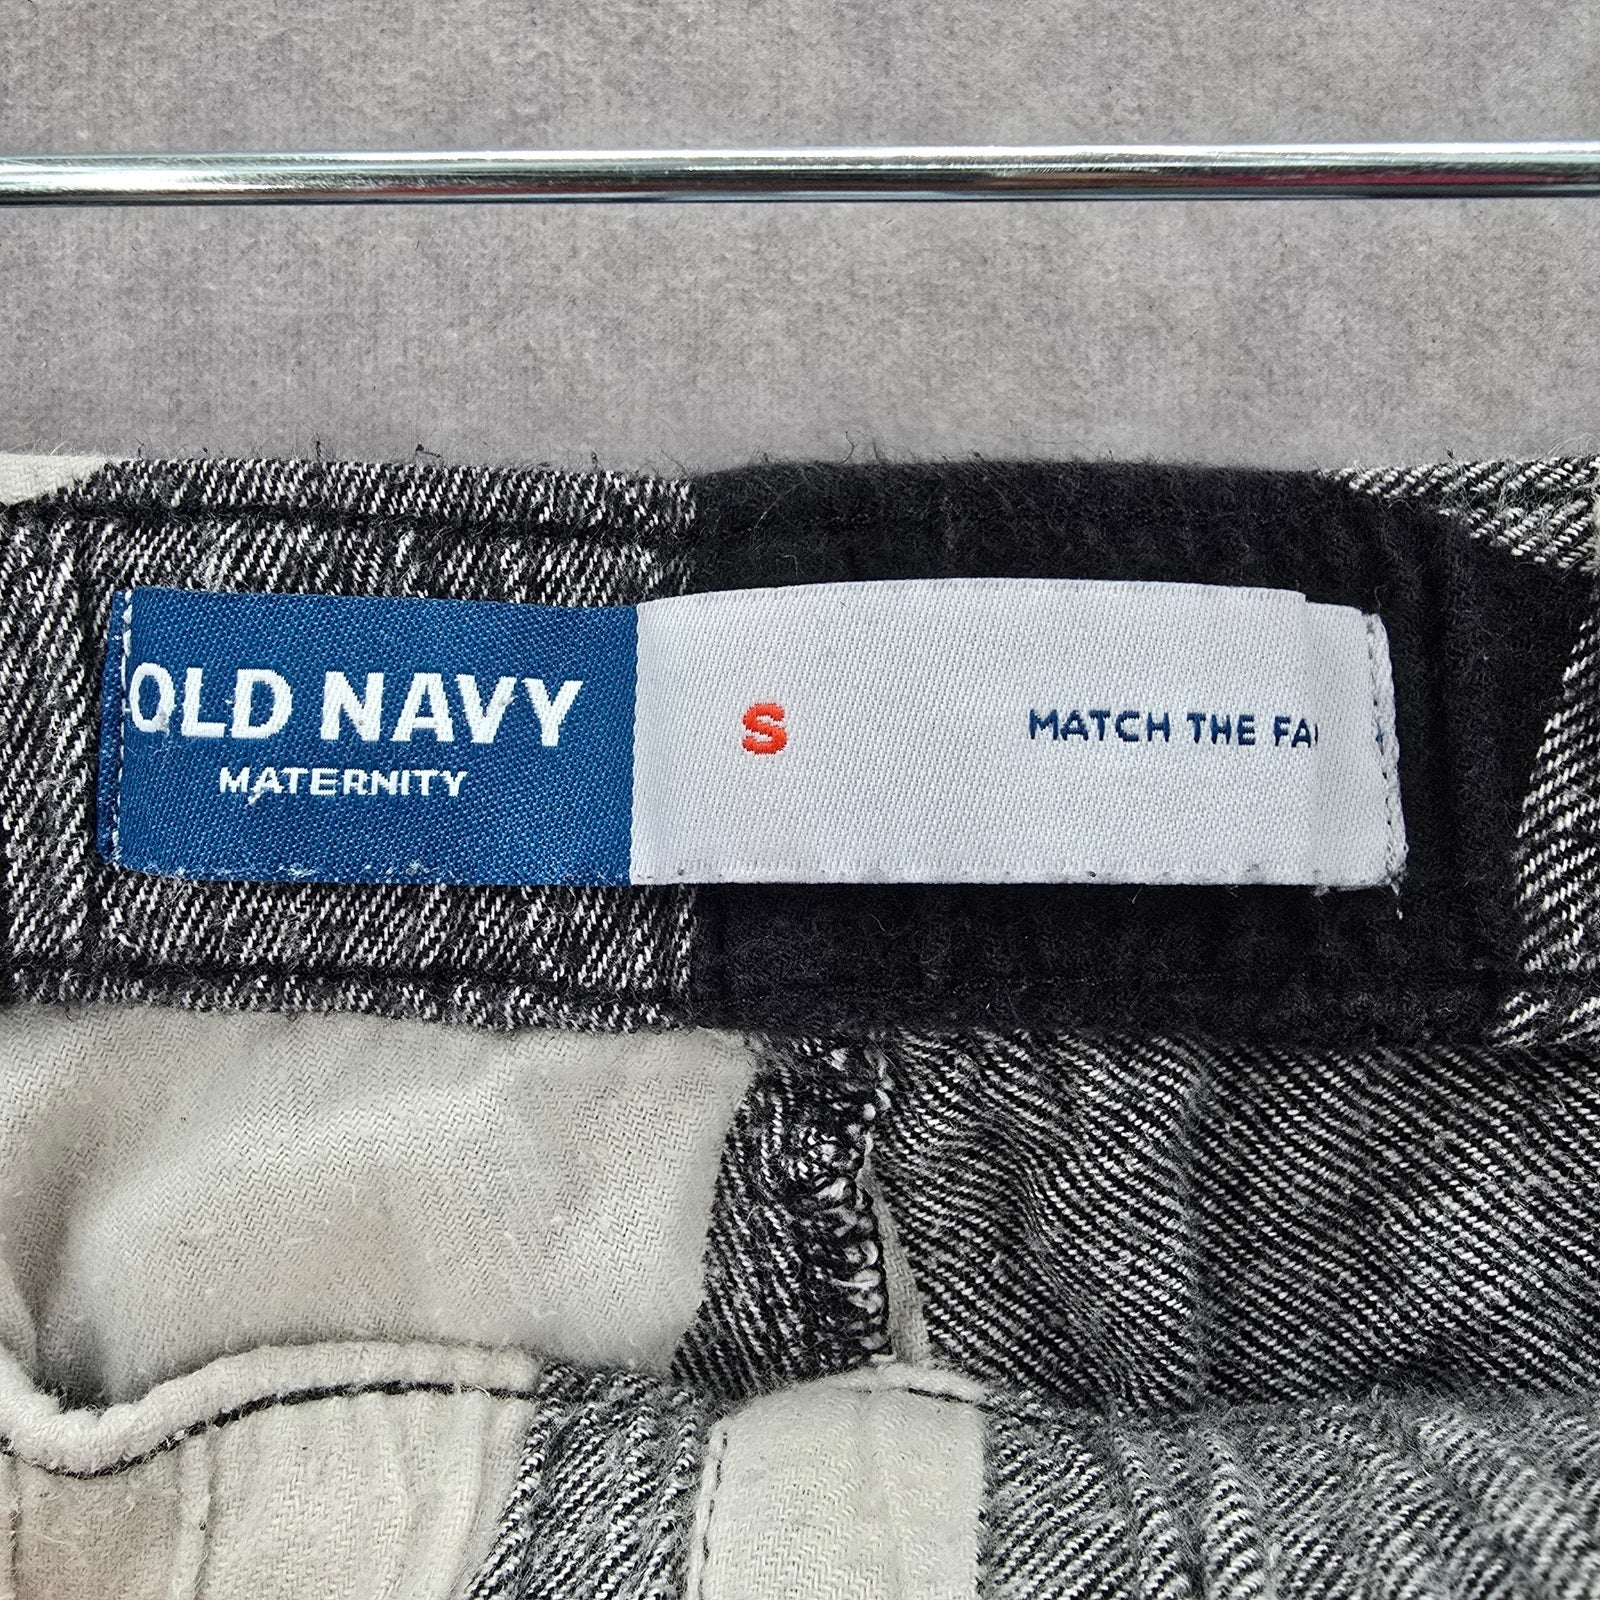 OLD NAVY
MATERNITY
S
MATCH THE FA